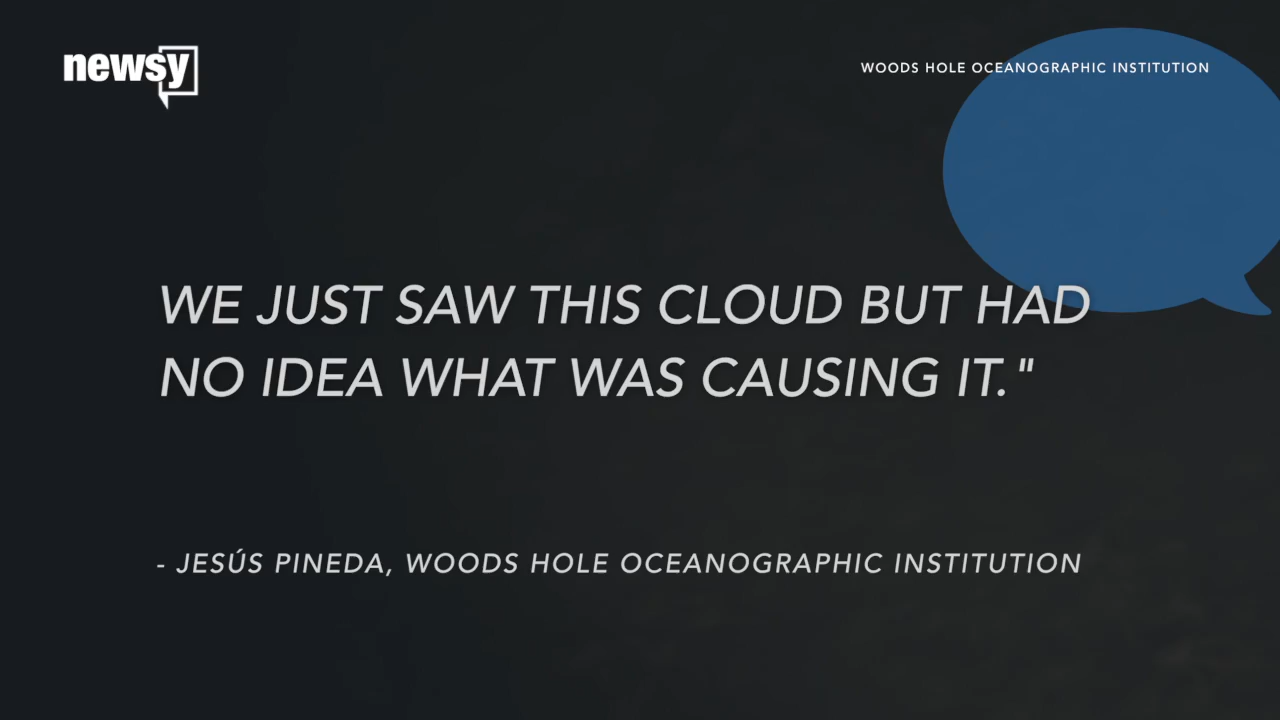 newsy
WOODS HOLE OCEANOGRAPHIC INSTITUTION
WE JUST SAW THIS CLOUD BUT HAD
NO IDEA WHAT WAS CAUSING IT."
- JESÚS PINEDA, WOODS HOLE OCEANOGRAPHIC INSTITUTION